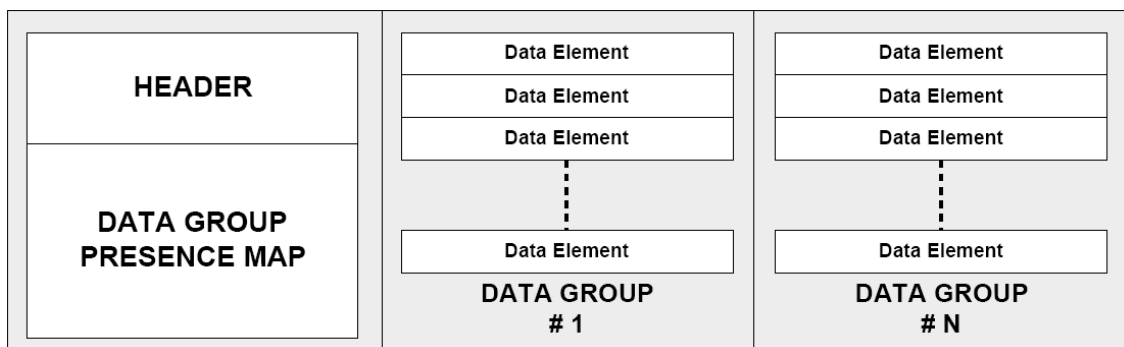 HEADER
DATA GROUP
PRESENCE MAP
Data Element
Data Element
Data Element
Data Element
DATA GROUP
# 1
Data Element
Data Element
Data Element
Data Element
DATA GROUP
# N